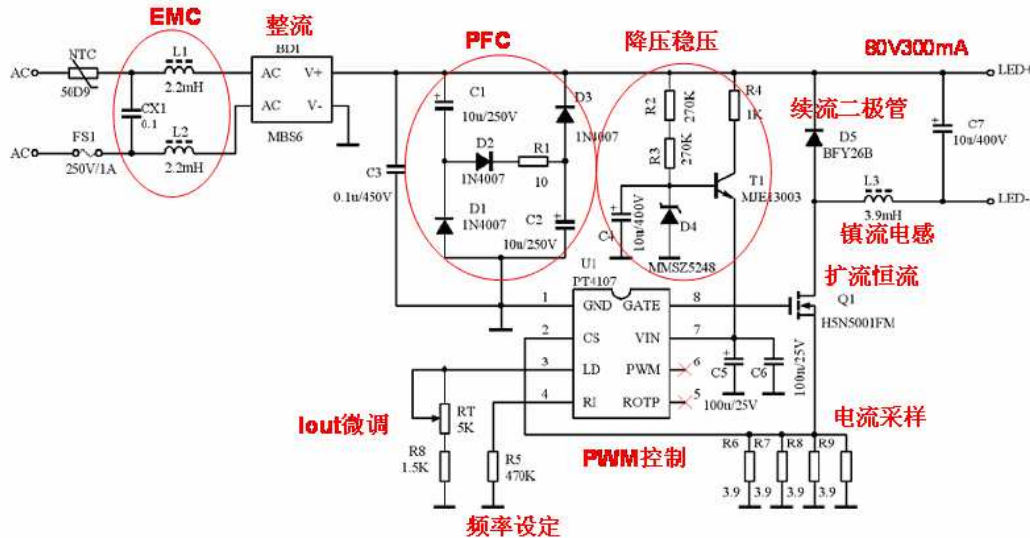 EMC
整流
PFC
降压稳压
80V300mA
NTC
50D9
L1
2.2mH
BD1
AC V+
AC V-
MBS6
AC
CX1
0.1
FS1
250V/1A
AC
L2
2.2mH
C3
0.1u/450V
C1
10u/250V
D3
1N4007
D2
1N4007
R1
10
D1
1N4007
C2
10u/250V
R2
270K
R3
270K
R4
1K
T1
MJE13003
C4
10u/400V
D4
MMSZ5248
续流二极管
D5
BFY26B
C7
10u/400V
LED+
LED-
L3
3.9mH
镇流电感
扩流恒流
Q1
H5N5001FM
U1
PT4107
1 GND GATE 8
2 CS VIN 7
3 LD PWM 6
4 RI ROTP 5
C5
100u/25V
C6
100n/25V
Iout微调
RT
5K
R8
1.5K
R5
470K
频率设定
PWM控制
电流采样
R6 R7 R8 R9
3.9 3.9 3.9 3.9